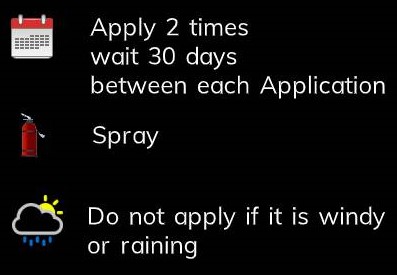 Apply 2 times
wait 30 days
between each Application
Spray
Do not apply if it is windy
or raining